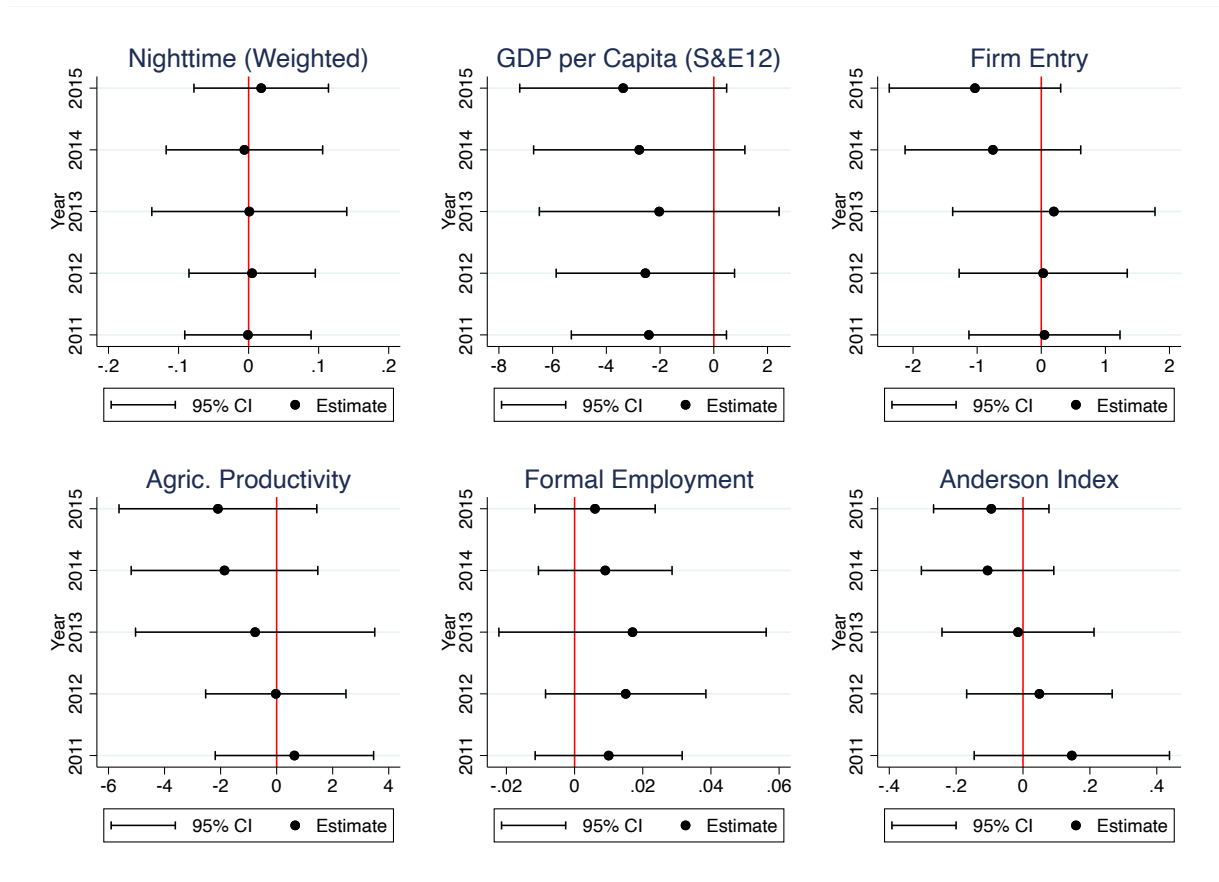 Nighttime (Weighted)
Year
2015
2014
2013
2012
2011
-.2 -.1 0 .1 .2
95% CI Estimate
GDP per Capita (S&E12)
Year
2015
2014
2013
2012
2011
-8 -6 -4 -2 0 2
95% CI Estimate
Firm Entry
Year
2015
2014
2013
2012
2011
-2 -1 0 1 2
95% CI Estimate
Agric. Productivity
Year
2015
2014
2013
2012
2011
-6 -4 -2 0 2 4
95% CI Estimate
Formal Employment
Year
2015
2014
2013
2012
2011
-.02 0 .02 .04 .06
95% CI Estimate
Anderson Index
Year
2015
2014
2013
2012
2011
-.4 -.2 0 .2 .4
95% CI Estimate